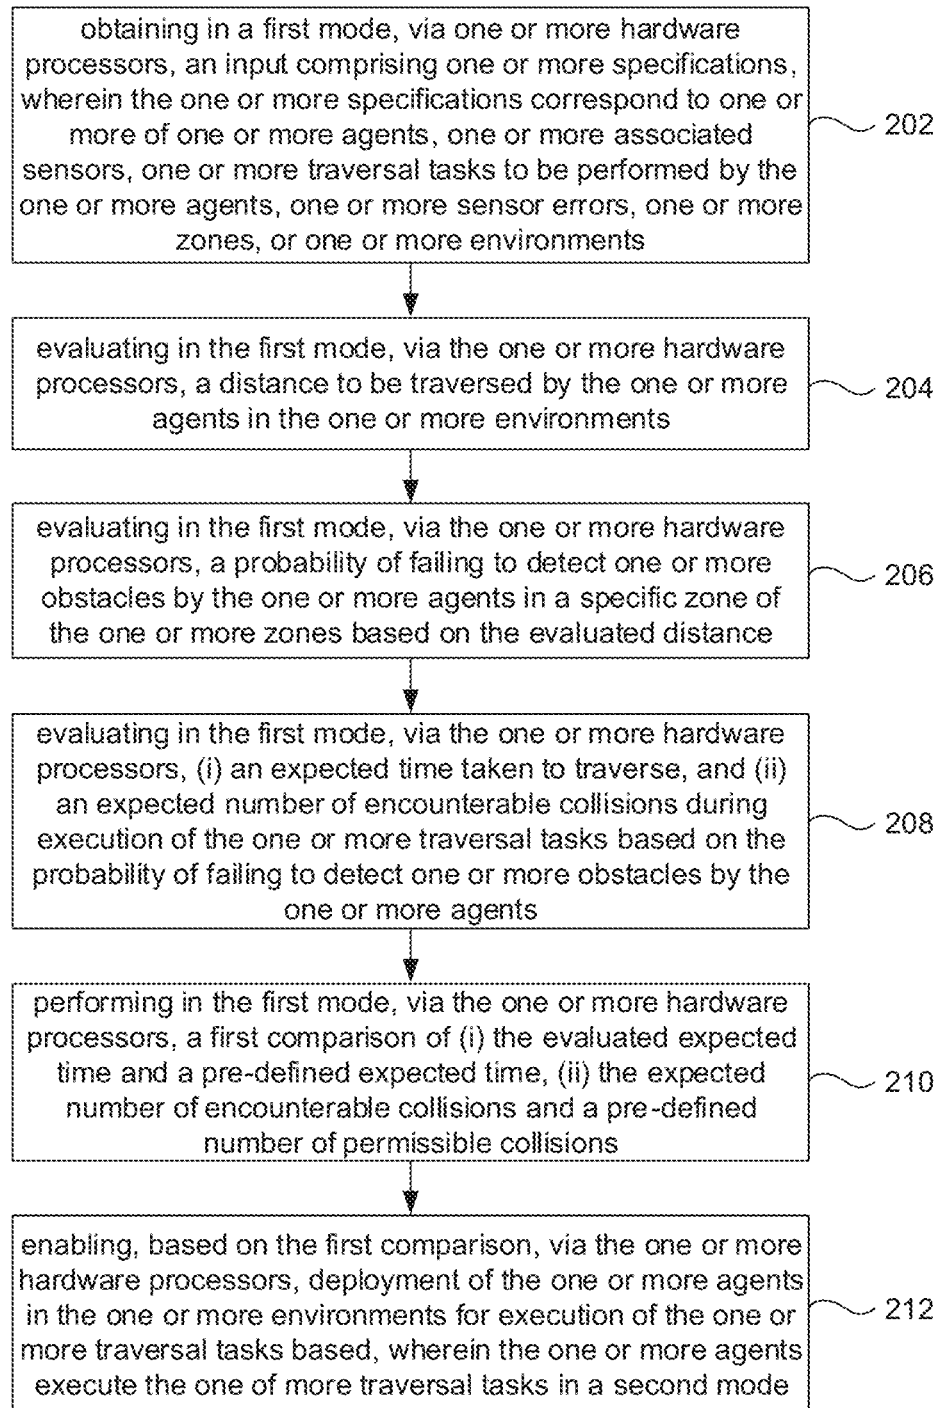 obtaining in a first mode, via one or more hardware
processors, an input comprising one or more specifications,
wherein the one or more specifications correspond to one or
more of one or more agents, one or more associated
sensors, one or more traversal tasks to be performed by the
one or more agents, one or more sensor errors, one or more
zones, or one or more environments
202
evaluating in the first mode, via the one or more hardware
processors, a distance to be traversed by the one or more
agents in the one or more environments
204
evaluating in the first mode, via the one or more hardware
processors, a probability of failing to detect one or more
obstacles by the one or more agents in a specific zone of
the one or more zones based on the evaluated distance
206
evaluating in the first mode, via the one or more hardware
processors, (i) an expected time taken to traverse, and (ii)
an expected number of encounterable collisions during
execution of the one or more traversal tasks based on the
probability of failing to detect one or more obstacles by the
one or more agents
208
performing in the first mode, via the one or more hardware
processors, a first comparison of (i) the evaluated expected
time and a pre-defined expected time, (ii) the expected
number of encounterable collisions and a pre-defined
number of permissible collisions
210
enabling, based on the first comparison, via the one or more
hardware processors, deployment of the one or more agents
in the one or more environments for execution of the one or
more traversal tasks based, wherein the one or more agents
execute the one of more traversal tasks in a second mode
212